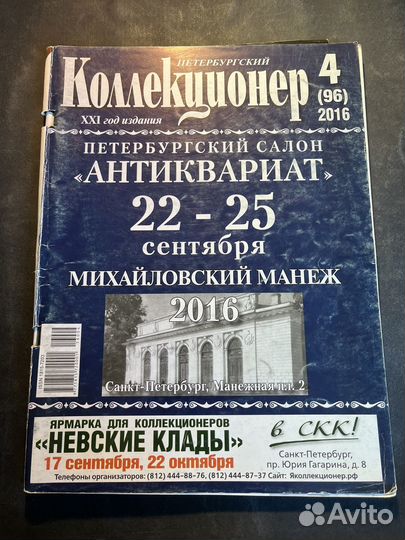 ПЕТЕРБУРГСКИЙ
Коллекционер
4
(96)
2016
XXI год издания
ПЕТЕРБУРГСКИЙ САЛОН
«АНТИКВАРИАТ»
22 - 25
сентября
МИХАЙЛОВСКИЙ МАНЕЖ
2016
Санкт-Петербург, Манежная пл. 2
ЯРМАРКА ДЛЯ КОЛЛЕКЦИОНЕРОВ
«НЕВСКИЕ КЛАДЫ»
17 сентября, 22 октября
Телефоны организаторов: (812) 444-88-76, (812) 444-87-37 Сайт: Яколлекционер.рф
в СКК!
Санкт-Петербург,
пр. Юрия Гагарина, д. 8
Avito